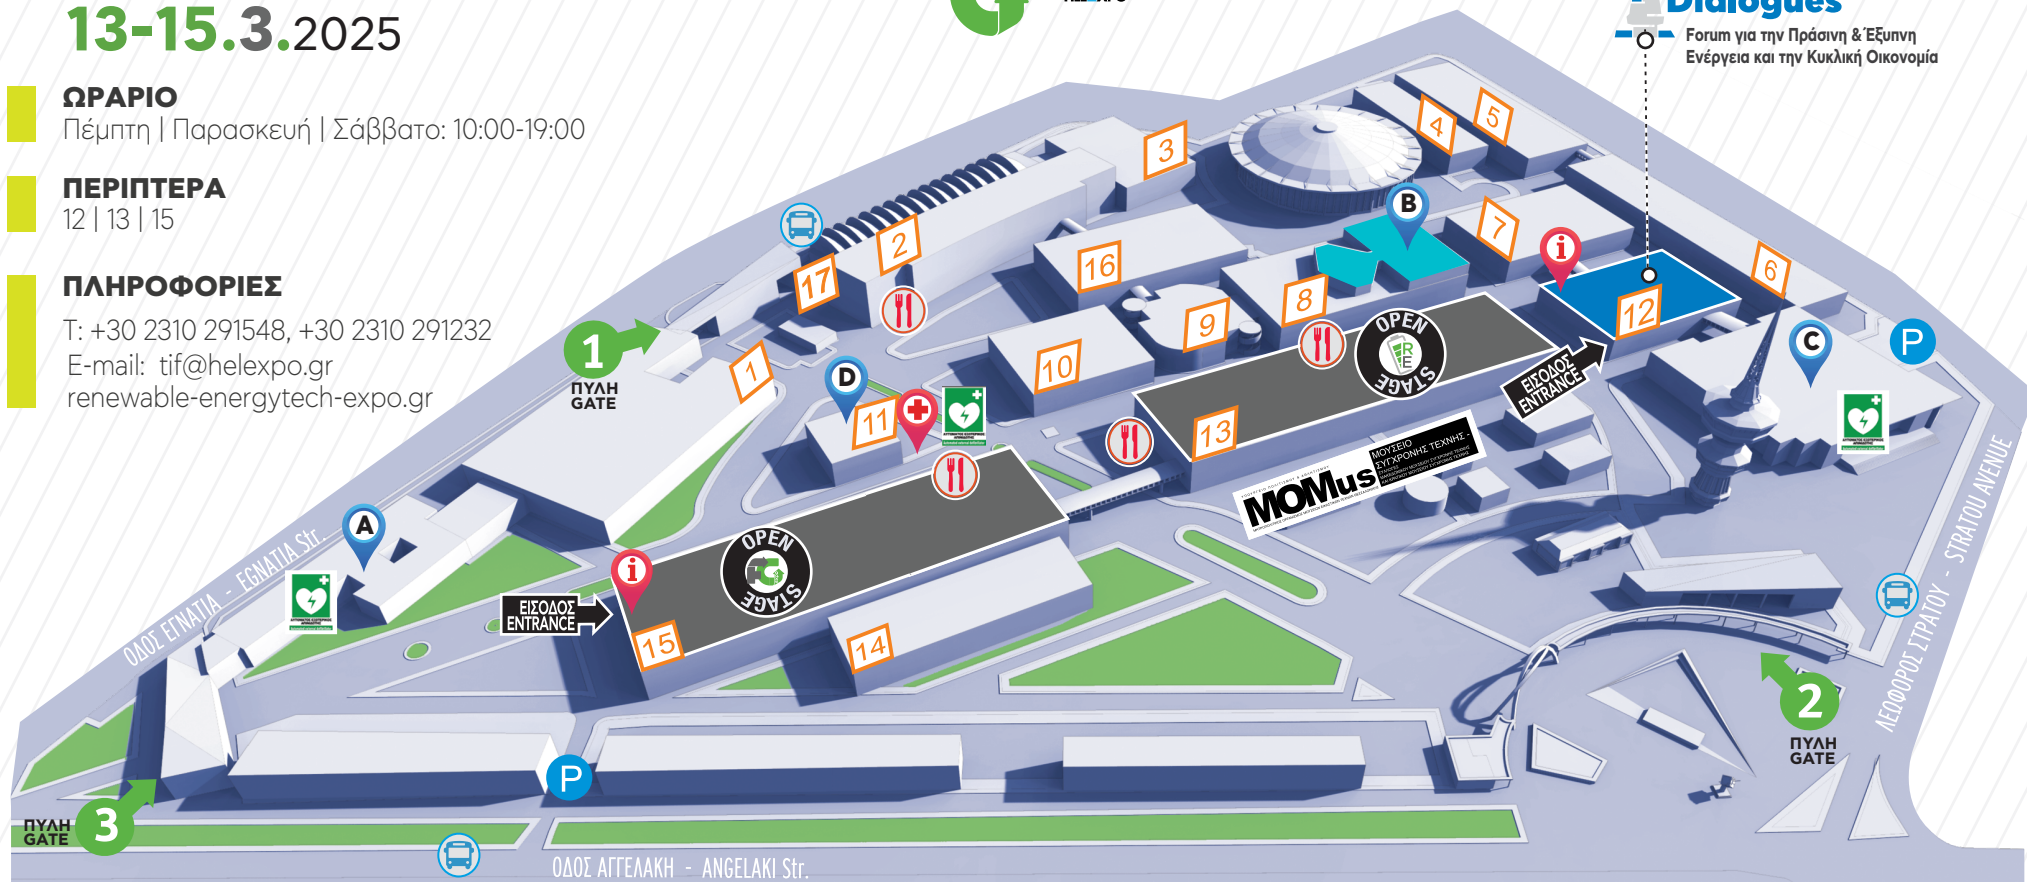 13-15.3.2025
ΩΡΑΡΙΟ
Πέμπτη | Παρασκευή | Σάββατο: 10:00-19:00
ΠΕΡΙΠΤΕΡΑ
12 | 13 | 15
ΠΛΗΡΟΦΟΡΙΕΣ
T: +30 2310 291548, +30 2310 291232
E-mail: tif@helexpo.gr
renewable-energytech-expo.gr
Dialogues
Forum για την Πράσινη & Έξυπνη
Ενέργεια και την Κυκλική Οικονομία
5
4
3
B
7
2
i
6
16
17
12
8
9
OPEN
RE
STAGE
C
P
1
ΠΥΛΗ
GATE
1
10
D
ΕΙΣΟΔΟΣ
ENTRANCE
11
13
ΜΟΥΣΕΙΟ
ΣΥΓΧΡΟΝΗΣ ΤΕΧΝΗΣ -
MOMus
A
OPEN
STAGE
i
ΕΙΣΟΔΟΣ
ENTRANCE
15
14
ΟΔΟΣ ΕΓΝΑΤΙΑ - EGNATIA Str.
ΛΕΩΦΟΡΟΣ ΣΤΡΑΤΟΥ - STRATOU AVENUE
2
ΠΥΛΗ
GATE
P
ΠΥΛΗ
GATE
3
ΟΔΟΣ ΑΓΓΕΛΑΚΗ - ANGELAKI Str.